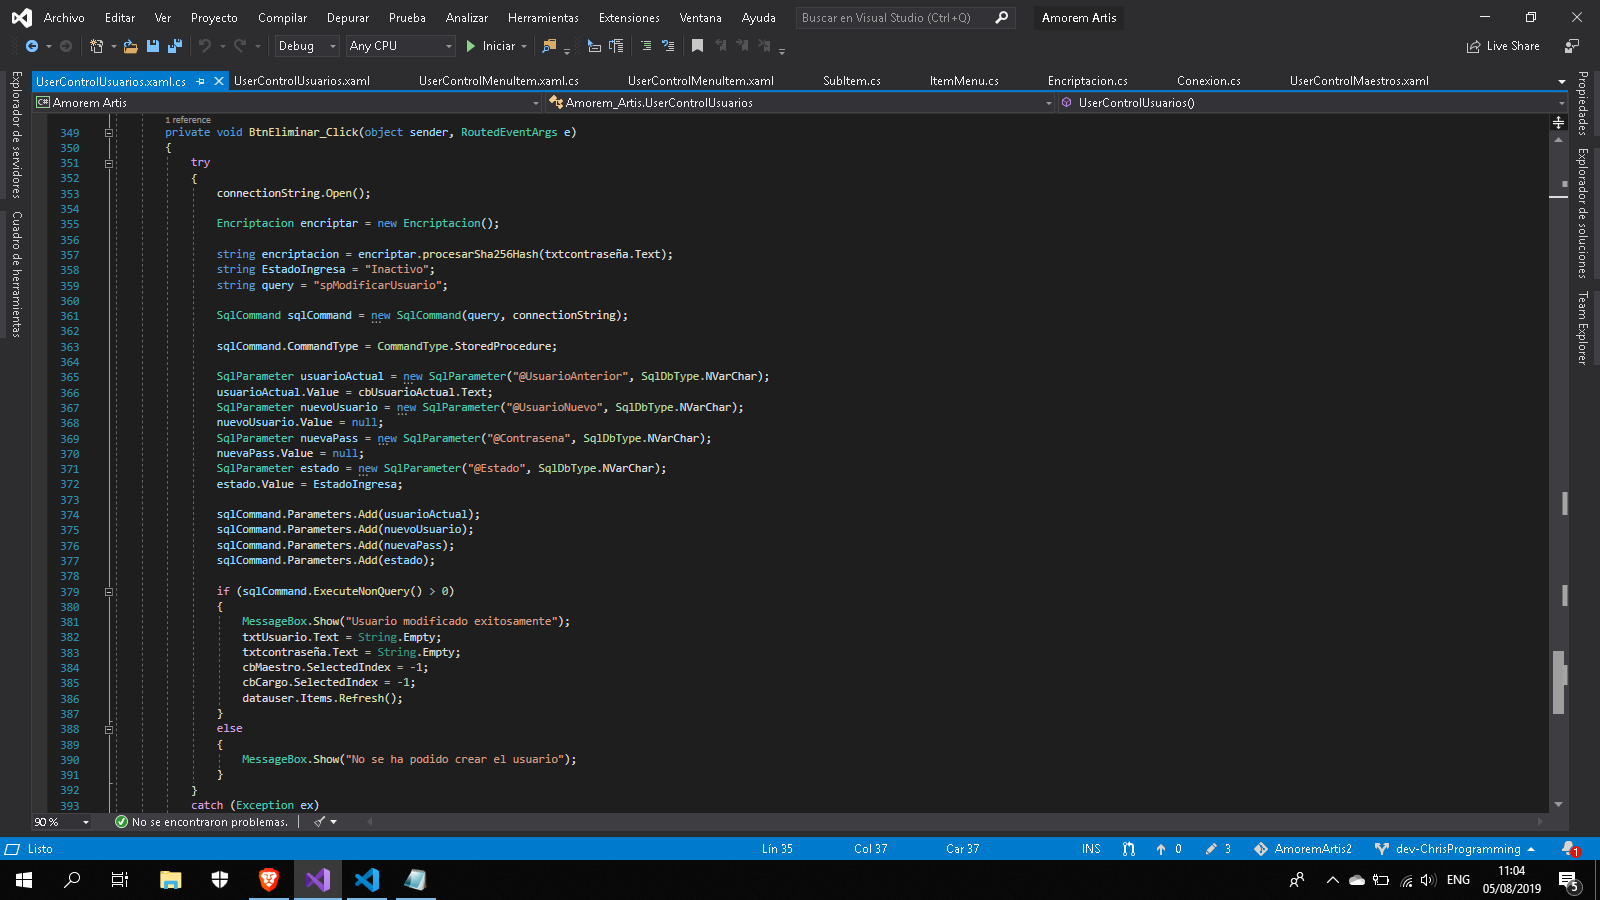 Archivo Editar Ver Proyecto Compilar Depurar Prueba Analizar Herramientas Extensiones Ventana Ayuda Buscar en Visual Studio (Ctrl+Q) Amorem Artis
Debug Any CPU Iniciar Live Share
UserControlUsuarios.xaml.cs UserControlUsuarios.xaml UserControlMenuItem.xaml.cs UserControlMenuItem.xaml SubItem.cs ItemMenu.cs Encriptacion.cs Conexion.cs UserControlMaestros.xaml
C# Amorem Artis Amorem_Artis.UserControlUsuarios UserControlUsuarios()
Explorador de servidores
Cuadro de herramientas
1 reference
349 private void BtnEliminar_Click(object sender, RoutedEventArgs e)
350 {
351 try
352 {
353 connectionString.Open();
354
355 Encriptacion encriptar = new Encriptacion();
356
357 string encriptacion = encriptar.procesarSha256Hash(txtcontraseña.Text);
358 string EstadoIngresa = "Inactivo";
359 string query = "spModificarUsuario";
360
361 SqlCommand sqlCommand = new SqlCommand(query, connectionString);
362
363 sqlCommand.CommandType = CommandType.StoredProcedure;
364
365 SqlParameter usuarioActual = new SqlParameter("@UsuarioAnterior", SqlDbType.NVarChar);
366 usuarioActual.Value = cbUsuarioActual.Text;
367 SqlParameter nuevoUsuario = new SqlParameter("@UsuarioNuevo", SqlDbType.NVarChar);
368 nuevoUsuario.Value = null;
369 SqlParameter nuevaPass = new SqlParameter("@Contrasena", SqlDbType.NVarChar);
370 nuevaPass.Value = null;
371 SqlParameter estado = new SqlParameter("@Estado", SqlDbType.NVarChar);
372 estado.Value = EstadoIngresa;
373
374 sqlCommand.Parameters.Add(usuarioActual);
375 sqlCommand.Parameters.Add(nuevoUsuario);
376 sqlCommand.Parameters.Add(nuevaPass);
377 sqlCommand.Parameters.Add(estado);
378
379 if (sqlCommand.ExecuteNonQuery() > 0)
380 {
381 MessageBox.Show("Usuario modificado exitosamente");
382 txtUsuario.Text = String.Empty;
383 txtcontraseña.Text = String.Empty;
384 cbMaestro.SelectedIndex = -1;
385 cbCargo.SelectedIndex = -1;
386 datauser.Items.Refresh();
387 }
388 else
389 {
390 MessageBox.Show("No se ha podido crear el usuario");
391 }
392 }
393 catch (Exception ex)
Propiedades
Explorador de soluciones
Team Explorer
90 % No se encontraron problemas.
Listo Lín 35 Col 37 Car 37 INS 0 3 AmoremArtis2 dev-ChrisProgramming 1
ENG 11:04
05/08/2019 5